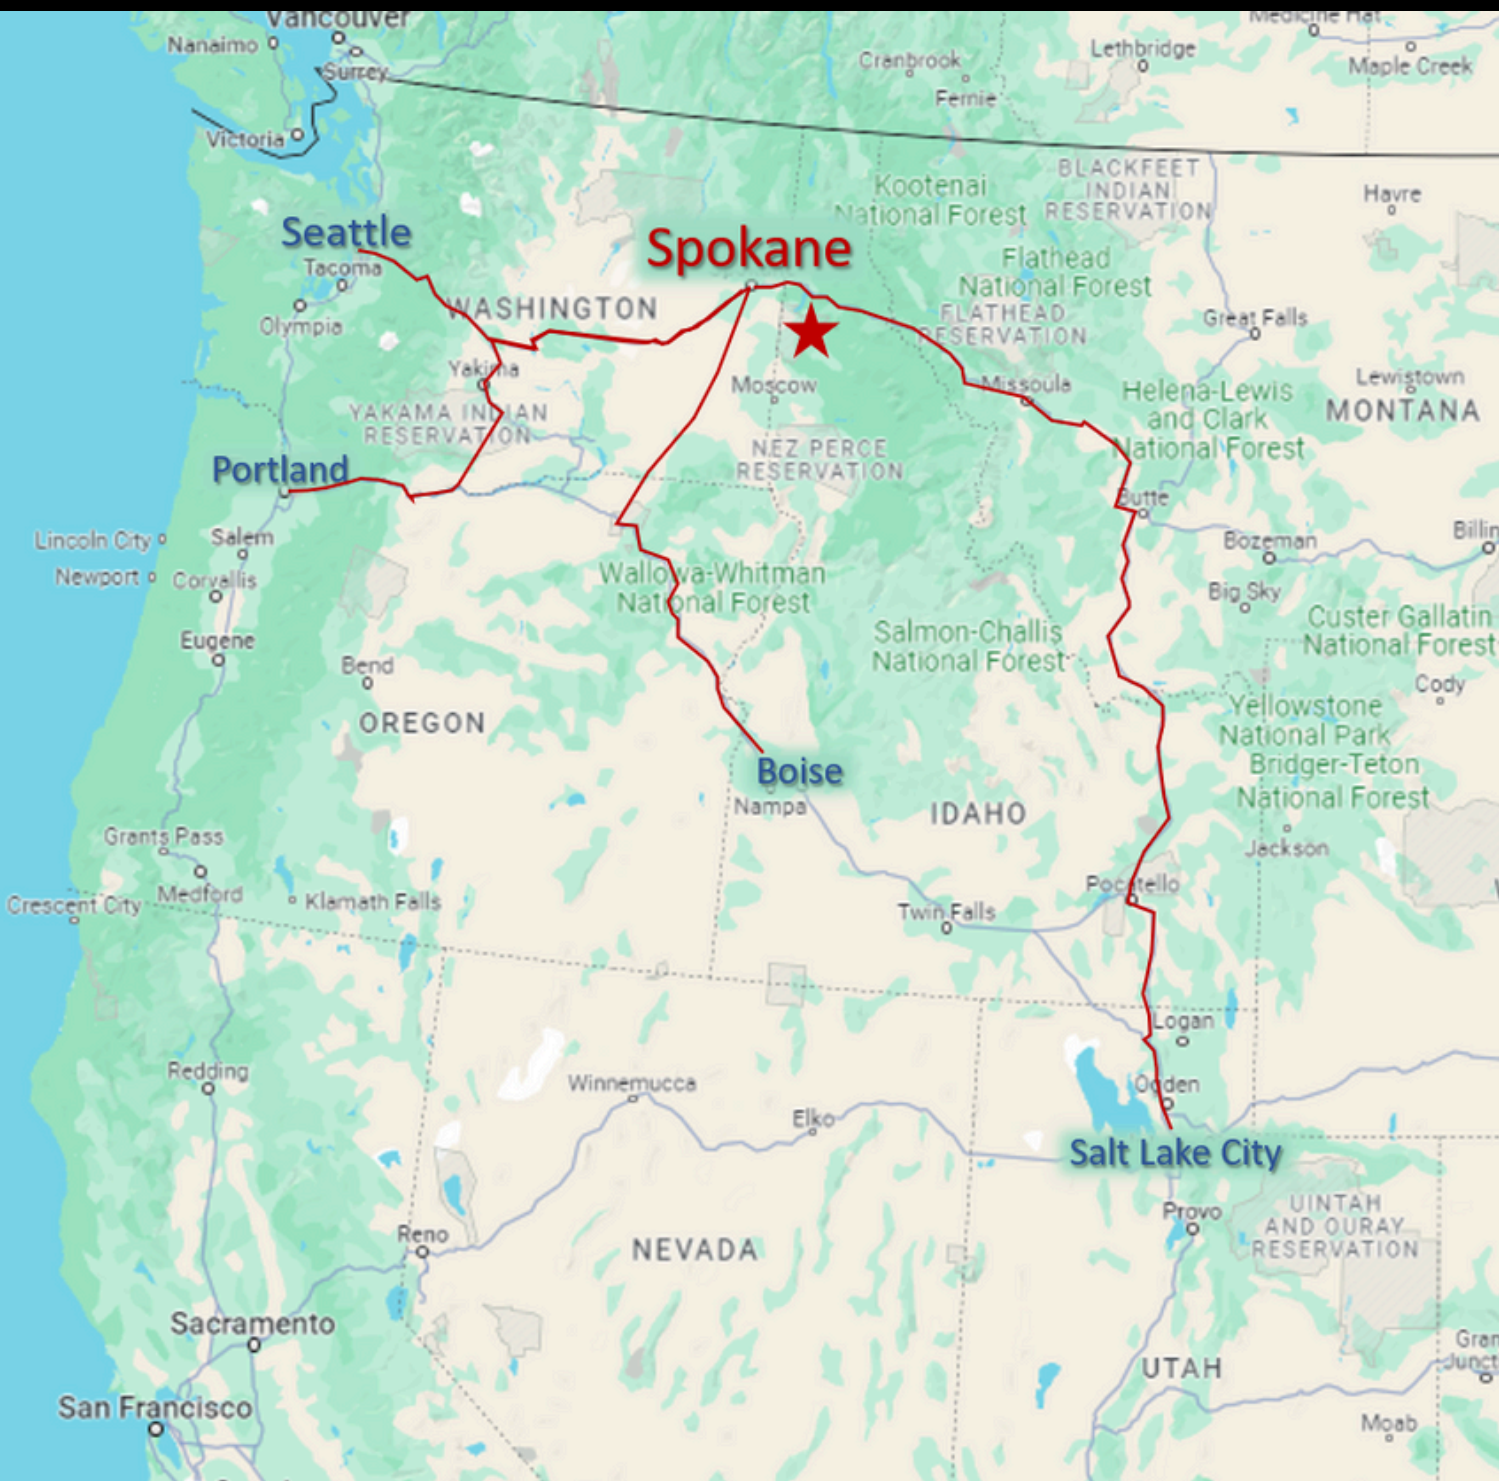 Vancouver
Medicine Hat
Nanaimo
Surrey
Cranbrook
Lethbridge
Maple Creek
Fernie
Victoria
BLACKFEET
INDIAN
RESERVATION
Kootenai
National Forest
Havre
Seattle
Spokane
Flathead
National Forest
Tacoma
WASHINGTON
FLATHEAD
RESERVATION
Great Falls
Olympia
Yakima
Moscow
Missoula
Lewistown
MONTANA
Helena-Lewis
and Clark
National Forest
YAKAMA INDIAN
RESERVATION
NEZ PERCE
RESERVATION
Portland
Butte
Lincoln City
Salem
Bozeman
Billin
Newport
Corvallis
Wallowa-Whitman
National Forest
Big Sky
Custer Gallatin
National Forest
Eugene
Salmon-Challis
National Forest
Bend
Cody
OREGON
Yellowstone
National Park
Bridger-Teton
National Forest
Boise
Nampa
IDAHO
Grants Pass
Jackson
Medford
Pocatello
Crescent City
Klamath Falls
Twin Falls
Logan
Redding
Winnemucca
Ogden
Elko
Salt Lake City
Provo
UINTAH
AND OURAY
RESERVATION
Reno
NEVADA
Sacramento
Gran
Junct
UTAH
San Francisco
Moab